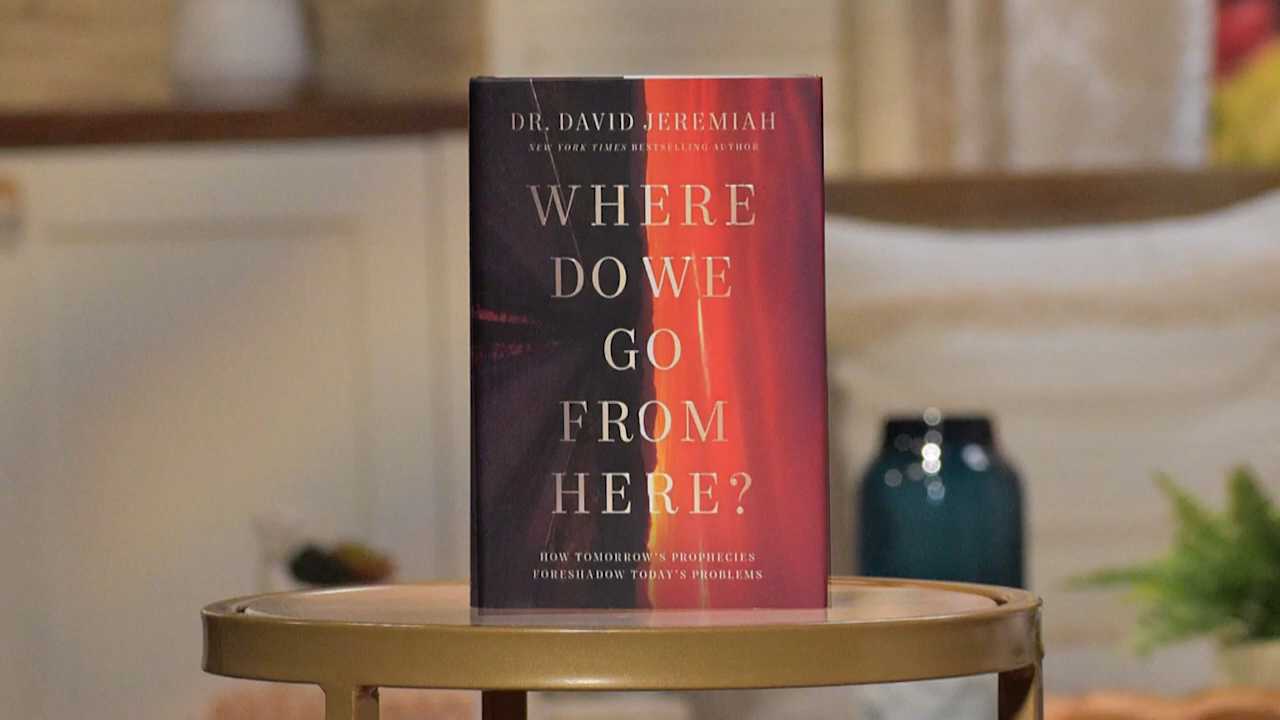 DR. DAVID JEREMIAH
NEW YORK TIMES BESTSELLING AUTHOR
WHERE
DO WE
GO
FROM
HERE?
HOW TOMORROW'S PROPHECIES
FORESHADOW TODAY'S PROBLEMS